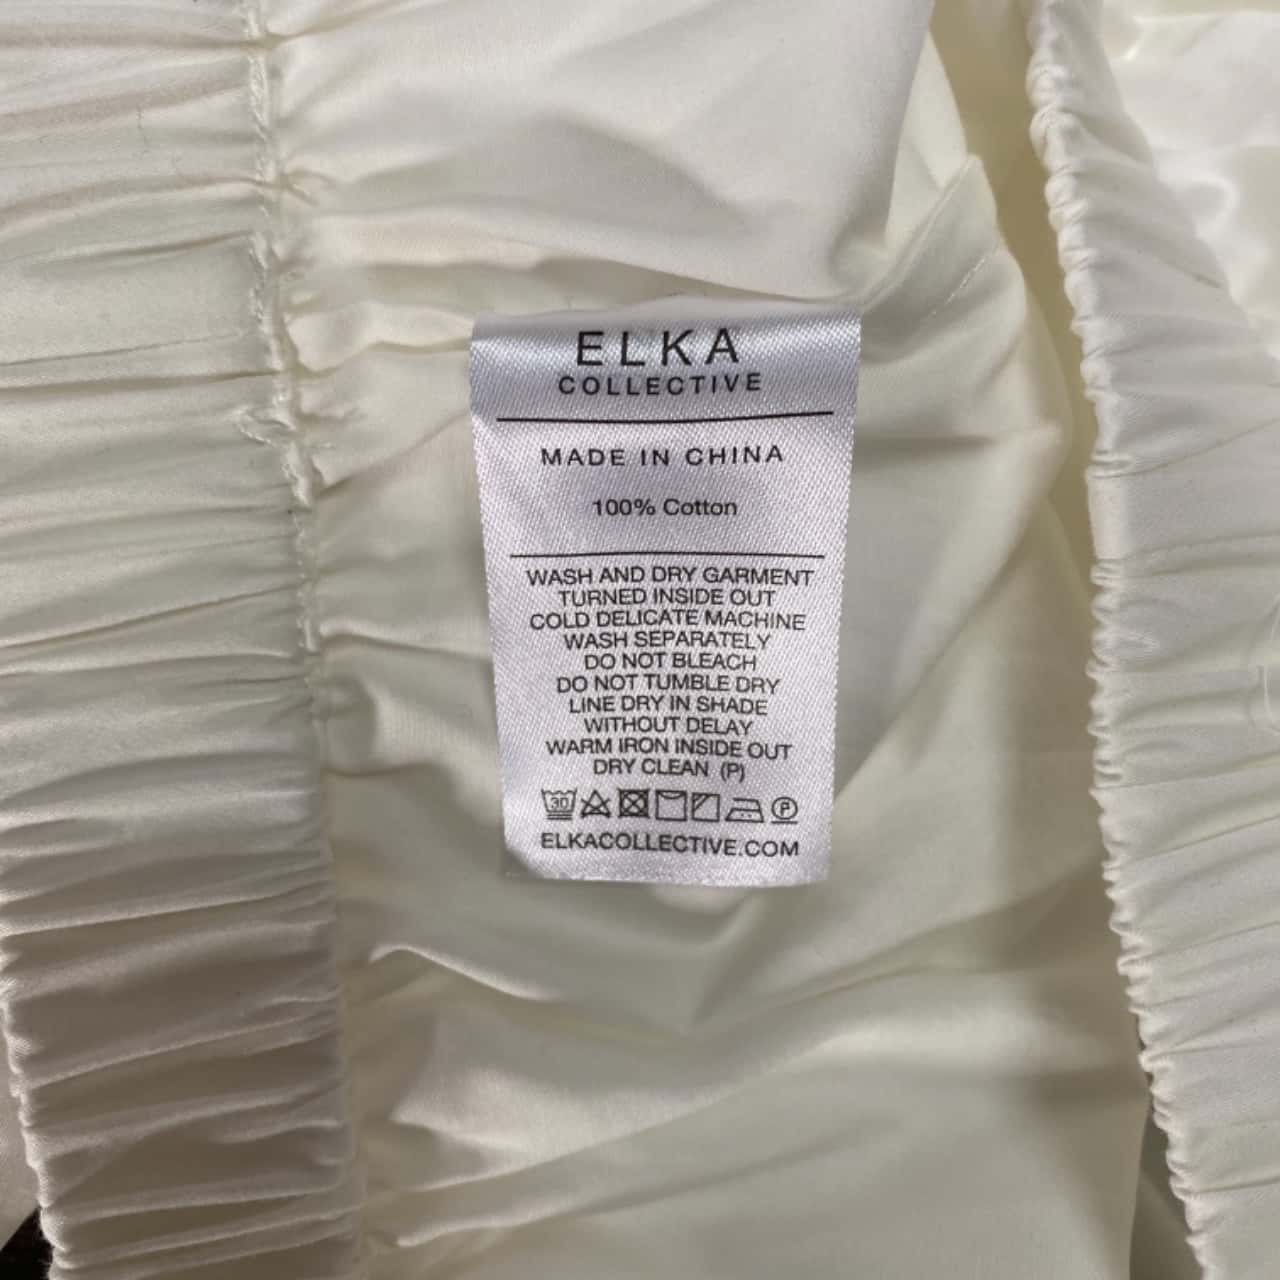 ELKA
COLLECTIVE
MADE IN CHINA
100% Cotton
WASH AND DRY GARMENT
TURNED INSIDE OUT
COLD DELICATE MACHINE
WASH SEPARATELY
DO NOT BLEACH
DO NOT TUMBLE DRY
LINE DRY IN SHADE
WITHOUT DELAY
WARM IRON INSIDE OUT
DRY CLEAN (P)
30 P
ELKACOLLECTIVE.COM